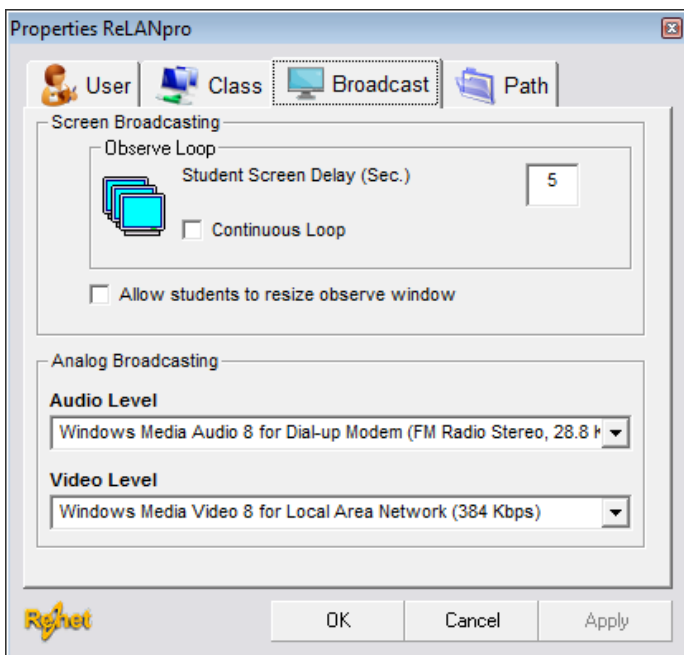 Properties ReLANpro
User Class Broadcast Path
Screen Broadcasting
Observe Loop
Student Screen Delay (Sec.) 5
Continuous Loop
Allow students to resize observe window
Analog Broadcasting
Audio Level
Windows Media Audio 8 for Dial-up Modem (FM Radio Stereo, 28.8 K
Video Level
Windows Media Video 8 for Local Area Network (384 Kbps)
OK Cancel Apply